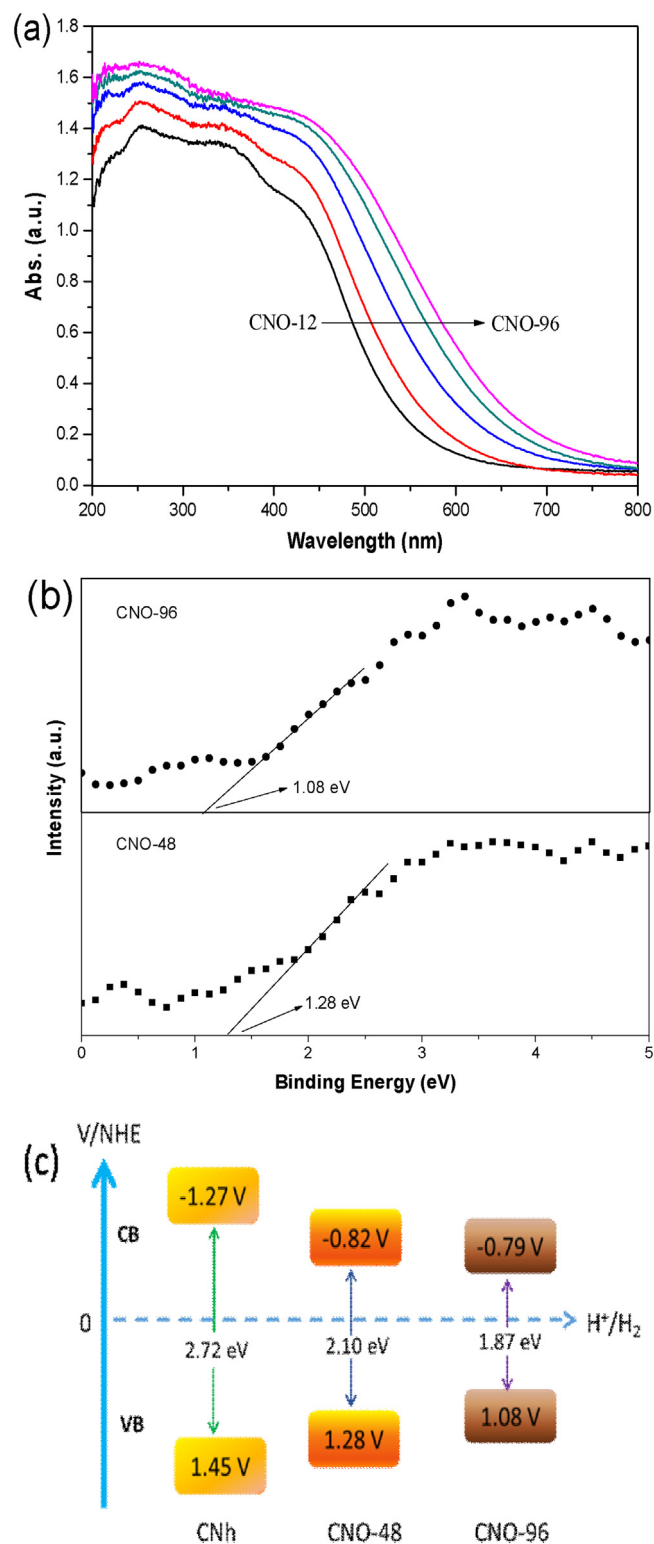 (a)
1.8
1.6
1.4
1.2
1.0
0.8
0.6
0.4
0.2
0.0
Abs. (a.u.)
CNO-12
CNO-96
200 300 400 500 600 700 800
Wavelength (nm)
(b)
CNO-96
1.08 eV
Intensity (a.u.)
CNO-48
1.28 eV
0 1 2 3 4 5
Binding Energy (eV)
(c)
V/NHE
CB
-1.27 V
-0.82 V
-0.79 V
0
H⁺/H₂
2.72 eV
2.10 eV
1.87 eV
VB
1.45 V
1.28 V
1.08 V
CNh
CNO-48
CNO-96